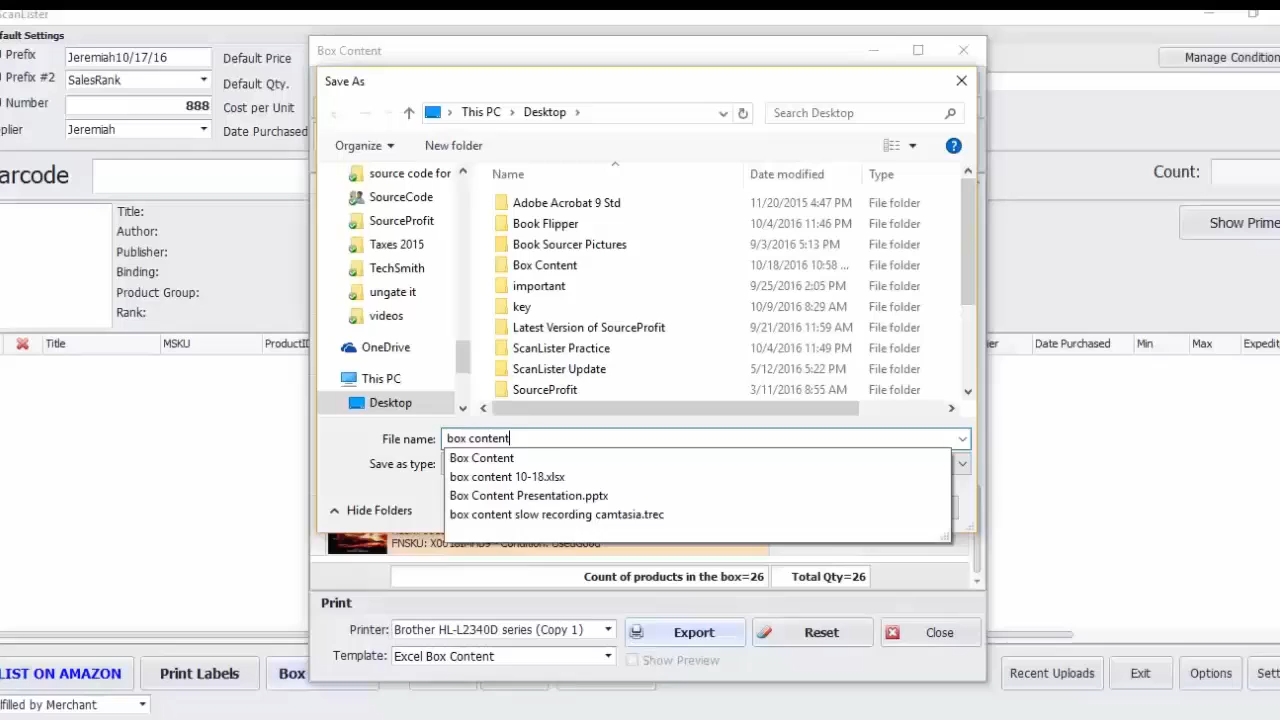 ScanLister
fault Settings
Prefix Jeremiah10/17/16 Default Price
Prefix #2 SalesRank Default Qty.
Number 888 Cost per Unit
plier Jeremiah Date Purchased
Manage Condition
arcode
Count:
Title:
Author:
Publisher:
Binding:
Product Group:
Rank:
Show Prime
Title MSKU ProductID
ier Date Purchased Min Max Expedit
Box Content
Save As
This PC > Desktop >
Search Desktop
Organize New folder
source code for
SourceCode
SourceProfit
Taxes 2015
TechSmith
ungate it
videos
OneDrive
This PC
Desktop
Name Date modified Type
Adobe Acrobat 9 Std 11/20/2015 4:47 PM File folder
Book Flipper 10/4/2016 11:46 PM File folder
Book Sourcer Pictures 9/3/2016 5:13 PM File folder
Box Content 10/18/2016 10:58 ... File folder
important 9/25/2016 2:05 PM File folder
key 10/9/2016 8:29 AM File folder
Latest Version of SourceProfit 9/21/2016 11:59 AM File folder
ScanLister Practice 10/4/2016 11:49 PM File folder
ScanLister Update 5/12/2016 5:22 PM File folder
SourceProfit 3/11/2016 8:55 AM File folder
File name: box content
Save as type:
Box Content
box content 10-18.xlsx
Box Content Presentation.pptx
box content slow recording camtasia.trec
Hide Folders
Count of products in the box=26 Total Qty=26
Print
Printer: Brother HL-L2340D series (Copy 1) Export Reset Close
Template: Excel Box Content Show Preview
LIST ON AMAZON Print Labels Box
Recent Uploads Exit Options Sett
lfilled by Merchant